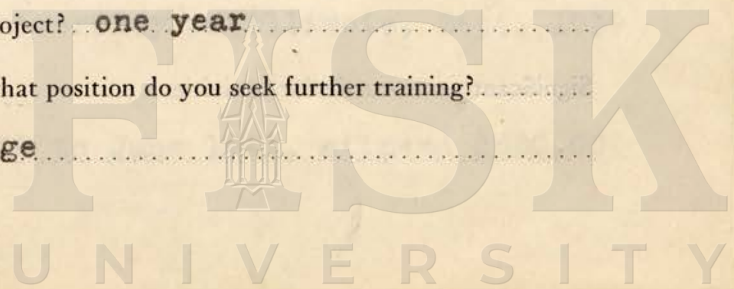 oject? one year
hat position do you seek further training?
ge
FISK
UNIVERSITY